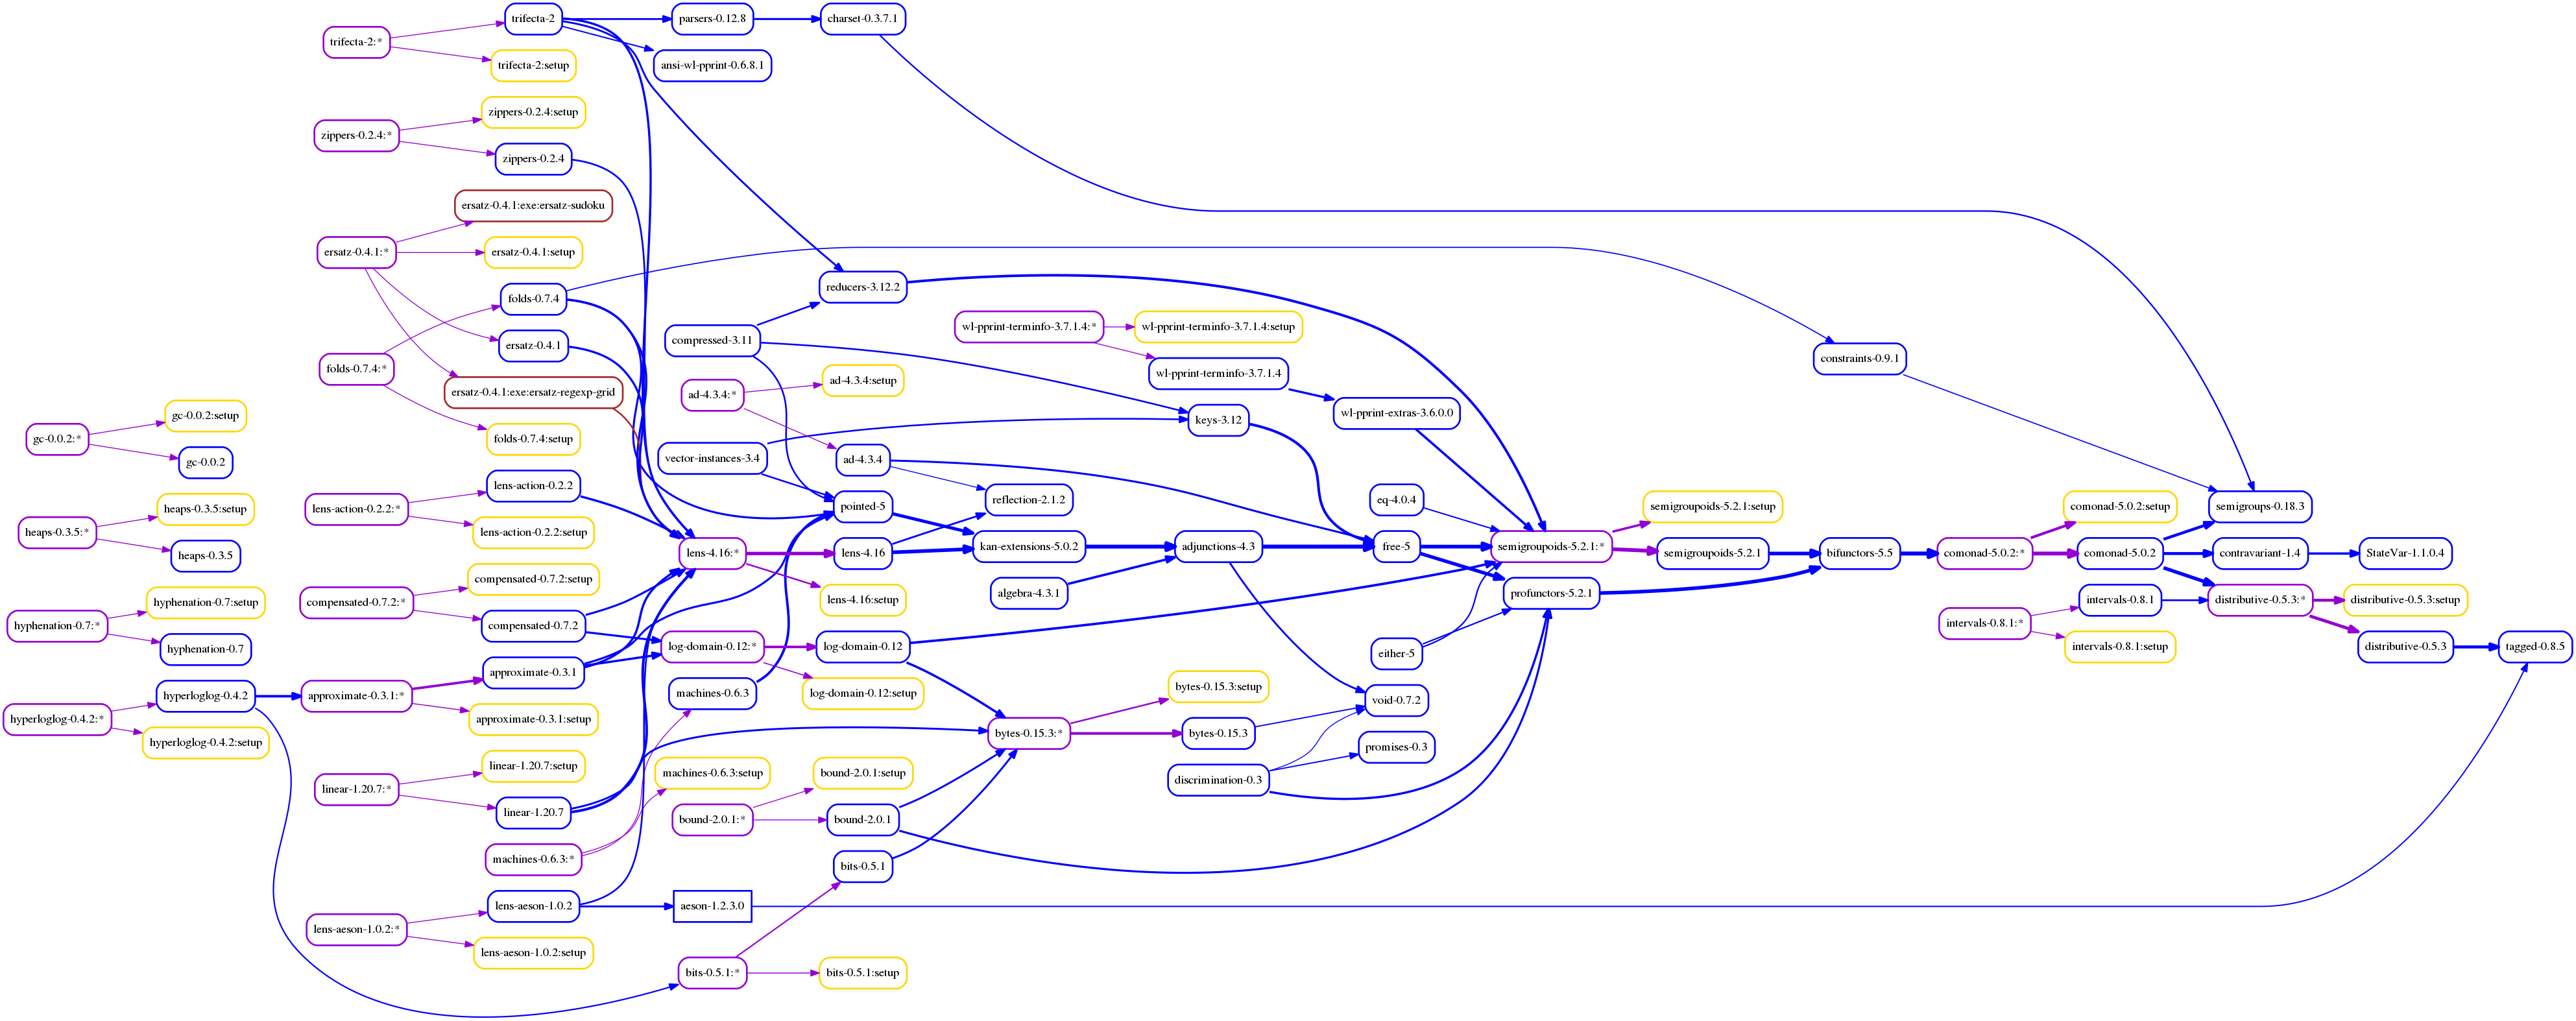 trifecta-2
parsers-0.12.8
charset-0.3.7.1
trifecta-2:*
trifecta-2:setup
ansi-wl-pprint-0.6.8.1
zippers-0.2.4:setup
zippers-0.2.4:*
zippers-0.2.4
ersatz-0.4.1:exe:ersatz-sudoku
ersatz-0.4.1:*
ersatz-0.4.1:setup
folds-0.7.4
reducers-3.12.2
ersatz-0.4.1
compressed-3.11
wl-pprint-terminfo-3.7.1.4:*
wl-pprint-terminfo-3.7.1.4:setup
constraints-0.9.1
folds-0.7.4:*
wl-pprint-terminfo-3.7.1.4
ersatz-0.4.1:exe:ersatz-regexp-grid
ad-4.3.4:*
ad-4.3.4:setup
gc-0.0.2:setup
keys-3.12
wl-pprint-extras-3.6.0.0
gc-0.0.2:*
folds-0.7.4:setup
gc-0.0.2
vector-instances-3.4
ad-4.3.4
lens-action-0.2.2
heaps-0.3.5:setup
lens-action-0.2.2:*
pointed-5
reflection-2.1.2
eq-4.0.4
semigroupoids-5.2.1:setup
comonad-5.0.2:setup
semigroups-0.18.3
heaps-0.3.5:*
lens-action-0.2.2:setup
heaps-0.3.5
lens-4.16:*
lens-4.16
kan-extensions-5.0.2
adjunctions-4.3
free-5
semigroupoids-5.2.1:*
semigroupoids-5.2.1
bifunctors-5.5
comonad-5.0.2:*
comonad-5.0.2
contravariant-1.4
StateVar-1.1.0.4
hyphenation-0.7:setup
compensated-0.7.2:*
compensated-0.7.2:setup
lens-4.16:setup
algebra-4.3.1
profunctors-5.2.1
intervals-0.8.1
distributive-0.5.3:*
distributive-0.5.3:setup
hyphenation-0.7:*
compensated-0.7.2
intervals-0.8.1:*
hyphenation-0.7
log-domain-0.12:*
log-domain-0.12
either-5
intervals-0.8.1:setup
distributive-0.5.3
tagged-0.8.5
approximate-0.3.1
hyperloglog-0.4.2
approximate-0.3.1:*
machines-0.6.3
log-domain-0.12:setup
bytes-0.15.3:setup
void-0.7.2
hyperloglog-0.4.2:*
approximate-0.3.1:setup
hyperloglog-0.4.2:setup
bytes-0.15.3:*
bytes-0.15.3
promises-0.3
linear-1.20.7:setup
machines-0.6.3:setup
bound-2.0.1:setup
discrimination-0.3
linear-1.20.7:*
linear-1.20.7
bound-2.0.1:*
bound-2.0.1
machines-0.6.3:*
bits-0.5.1
lens-aeson-1.0.2
aeson-1.2.3.0
lens-aeson-1.0.2:*
lens-aeson-1.0.2:setup
bits-0.5.1:*
bits-0.5.1:setup